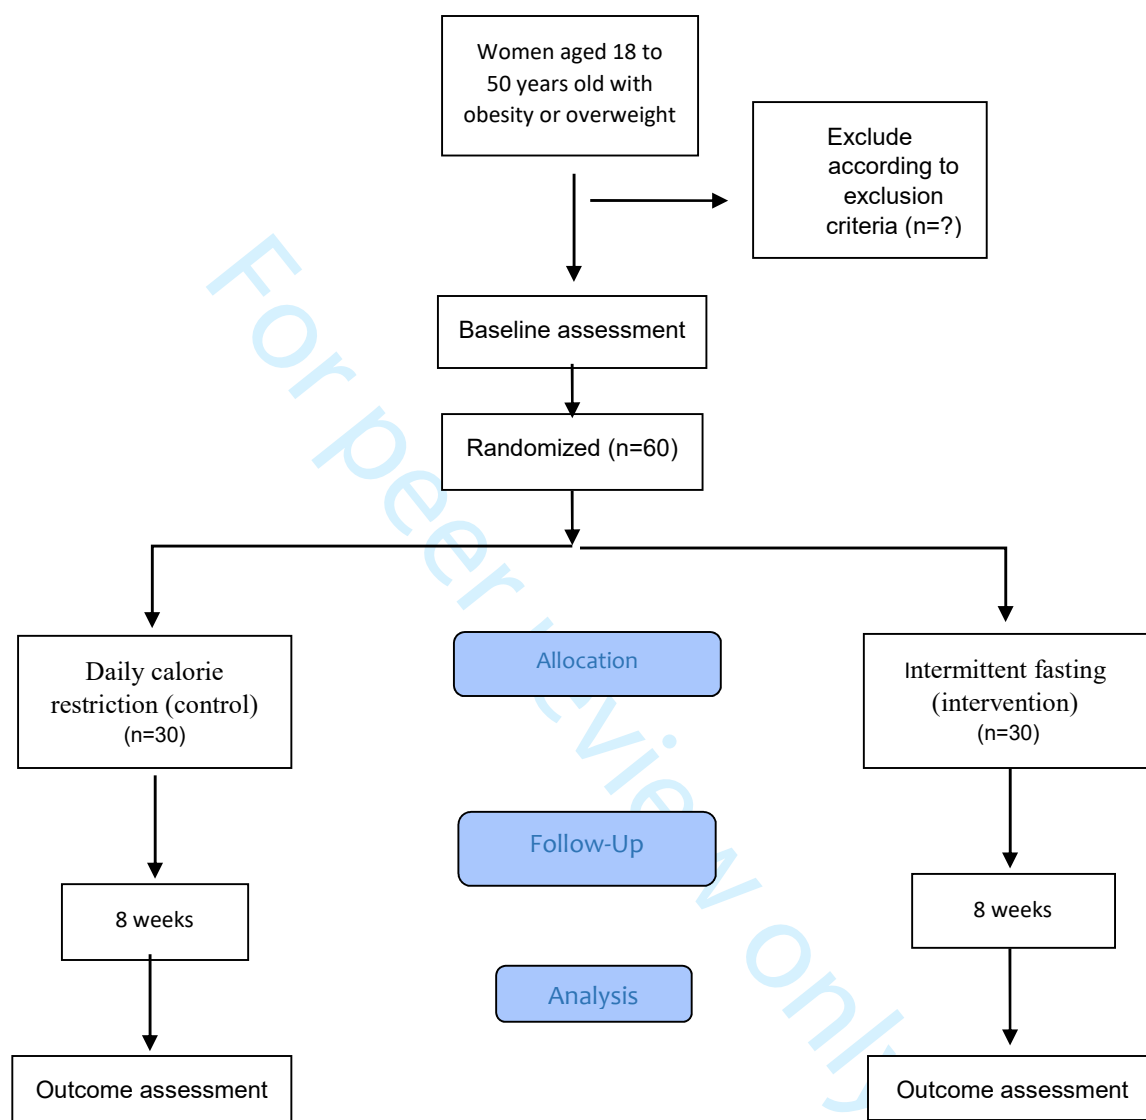 Women aged 18 to
50 years old with
obesity or overweight
Exclude
according to
exclusion
criteria (n=?)
Baseline assessment
Randomized (n=60)
Daily calorie
restriction (control)
(n=30)
Allocation
Intermittent fasting
(intervention)
(n=30)
Follow-Up
8 weeks
8 weeks
Analysis
Outcome assessment
Outcome assessment
For peer review only